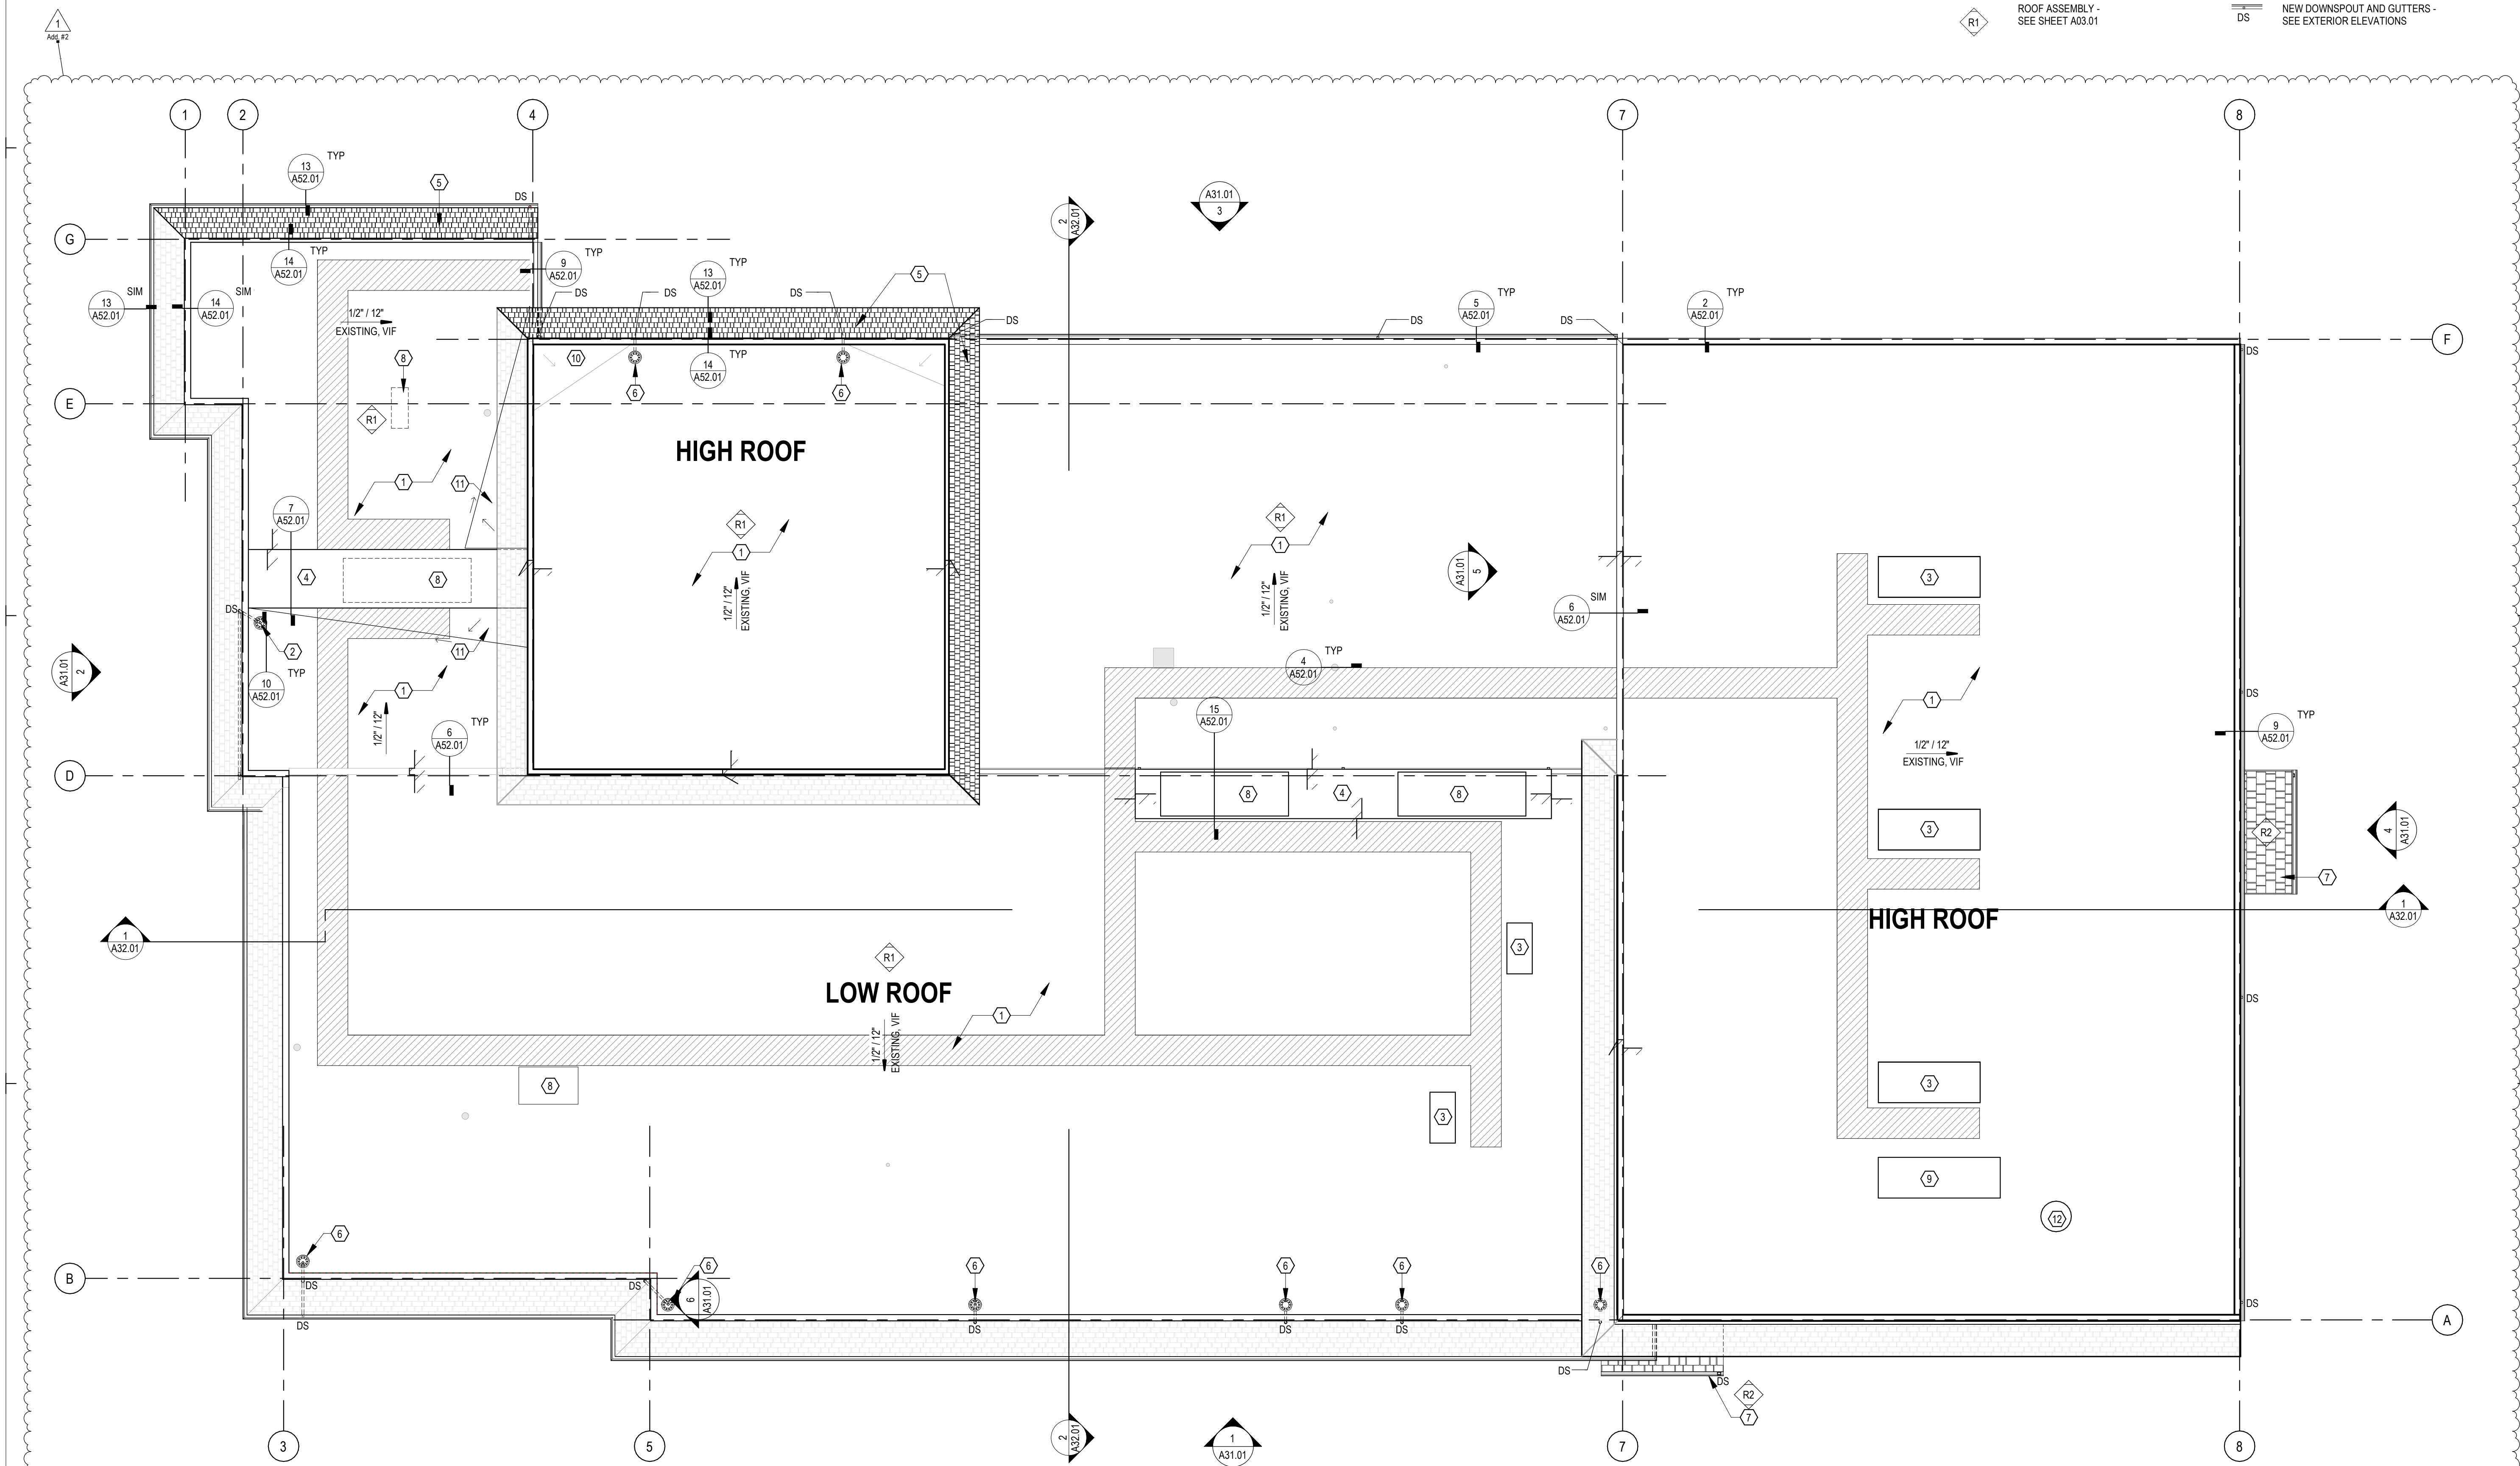 1
Add. #2
R1
ROOF ASSEMBLY -
SEE SHEET A03.01
DS
NEW DOWNSPOUT AND GUTTERS -
SEE EXTERIOR ELEVATIONS
1
2
4
7
8
13
A52.01
TYP
5
DS
A31.01
3
2
A32.01
G
14
A52.01
TYP
9
A52.01
TYP
13
A52.01
TYP
5
DS
DS
DS
13
A52.01
SIM
14
A52.01
SIM
1/2" / 12"
EXISTING, VIF
DS
DS
5
A52.01
TYP
DS
2
A52.01
TYP
F
DS
8
10
6
14
A52.01
TYP
6
E
R1
HIGH ROOF
1
11
7
A52.01
R1
1
1/2" / 12"
EXISTING, VIF
R1
1
1/2" / 12"
EXISTING, VIF
A31.01
5
4
8
3
DS
2
6
A52.01
SIM
A31.01
2
10
A52.01
TYP
11
1
1/2" / 12"
4
A52.01
TYP
1
DS
6
A52.01
TYP
15
A52.01
9
A52.01
TYP
1/2" / 12"
EXISTING, VIF
D
8
4
8
3
R2
4
A31.01
7
1
A32.01
HIGH ROOF
1
A32.01
R1
3
LOW ROOF
1
1/2" / 12"
EXISTING, VIF
DS
8
3
3
9
12
6
B
DS
DS
DS
6
6
A31.01
6
DS
6
DS
6
DS
6
DS
A
DS
DS
R2
7
3
5
2
A32.01
1
A31.01
7
8